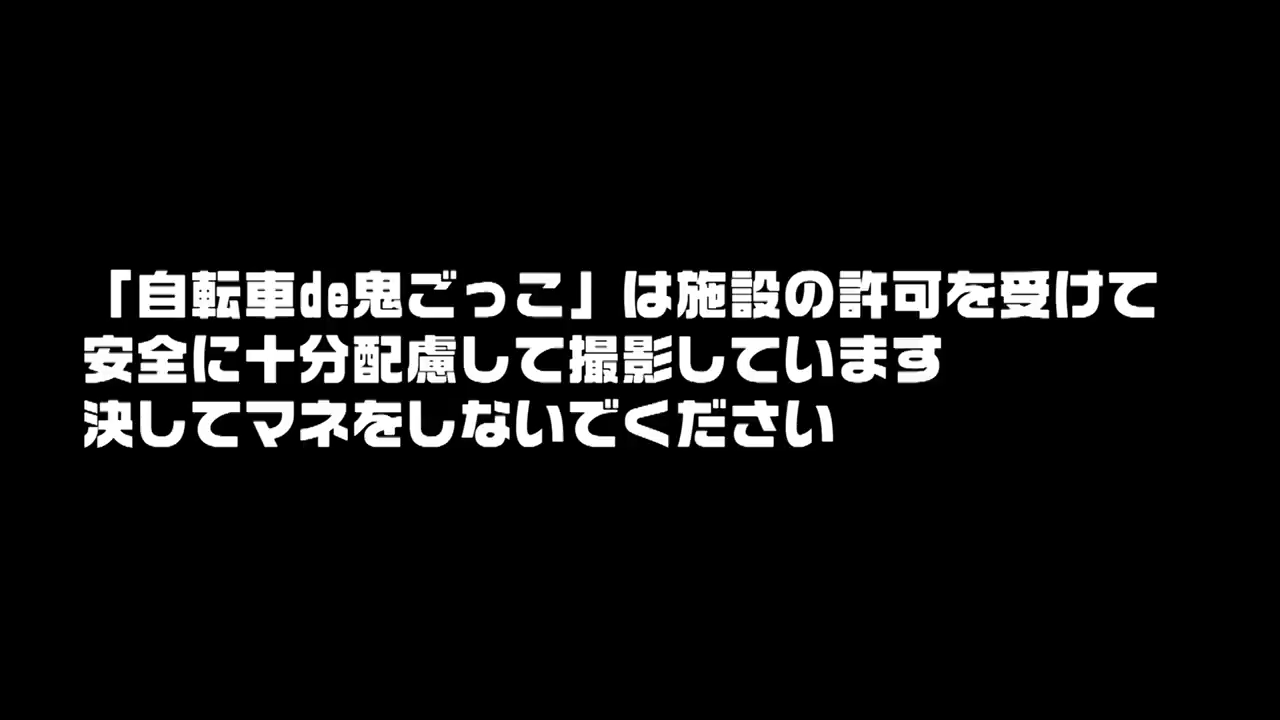 「自転車de鬼ごっこ」は施設の許可を受けて
安全に十分配慮して撮影しています
決してマネをしないでください